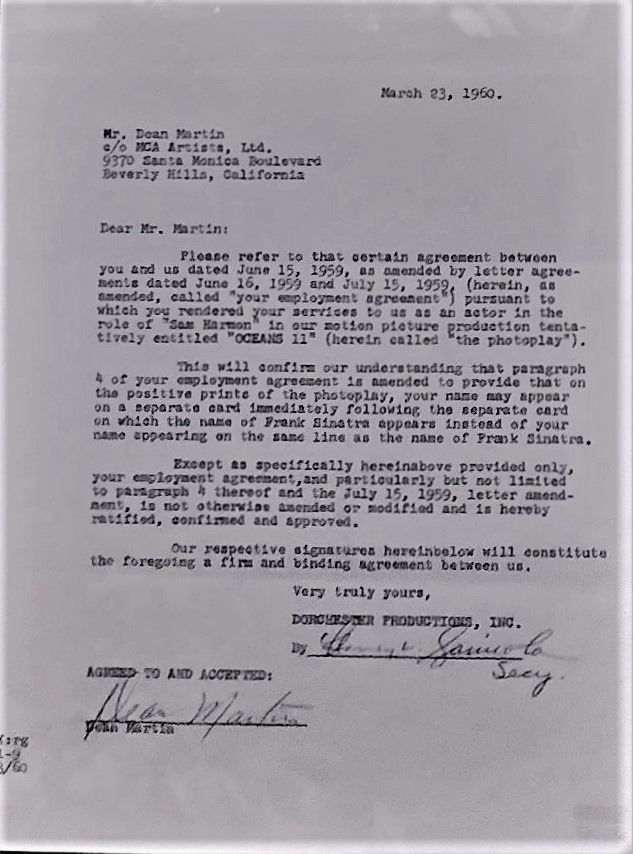 March 23, 1960.
Mr. Dean Martin
c/o MCA Artists, Ltd.
9370 Santa Monica Boulevard
Beverly Hills, California
Dear Mr. Martin:
Please refer to that certain agreement between
you and us dated June 15, 1959, as amended by letter agree-
ments dated June 16, 1959 and July 15, 1959, (herein, as
amended, called "your employment agreement") pursuant to
which you rendered your services to us as an actor in the
role of "Sam Harmon" in our motion picture production tenta-
tively entitled "OCEANS 11" (herein called "the photoplay").
This will confirm our understanding that paragraph
4 of your employment agreement is amended to provide that on
the positive prints of the photoplay, your name may appear
on a separate card immediately following the separate card
on which the name of Frank Sinatra appears instead of your
name appearing on the same line as the name of Frank Sinatra.
Except as specifically hereinabove provided only,
your employment agreement,and particularly but not limited
to paragraph 4 thereof and the July 15, 1959, letter amend-
ment, is not otherwise amended or modified and is hereby
ratified, confirmed and approved.
Our respective signatures hereinbelow will constitute
the foregoing a firm and binding agreement between us.
Very truly yours,
DORCHESTER PRODUCTIONS, INC.
By
Secy.
AGREED TO AND ACCEPTED:
Dean Martin
Dean Martin
:rg
-9
/60